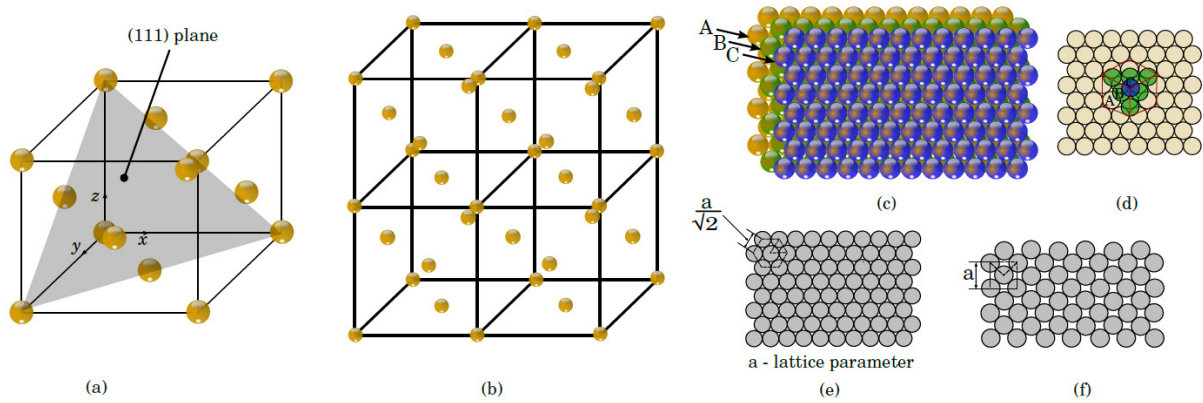 (111) plane
z
x
y
(a)
(b)
A
B
C
(c)
A
B
(d)
a
√2
a - lattice parameter
(e)
a
(f)